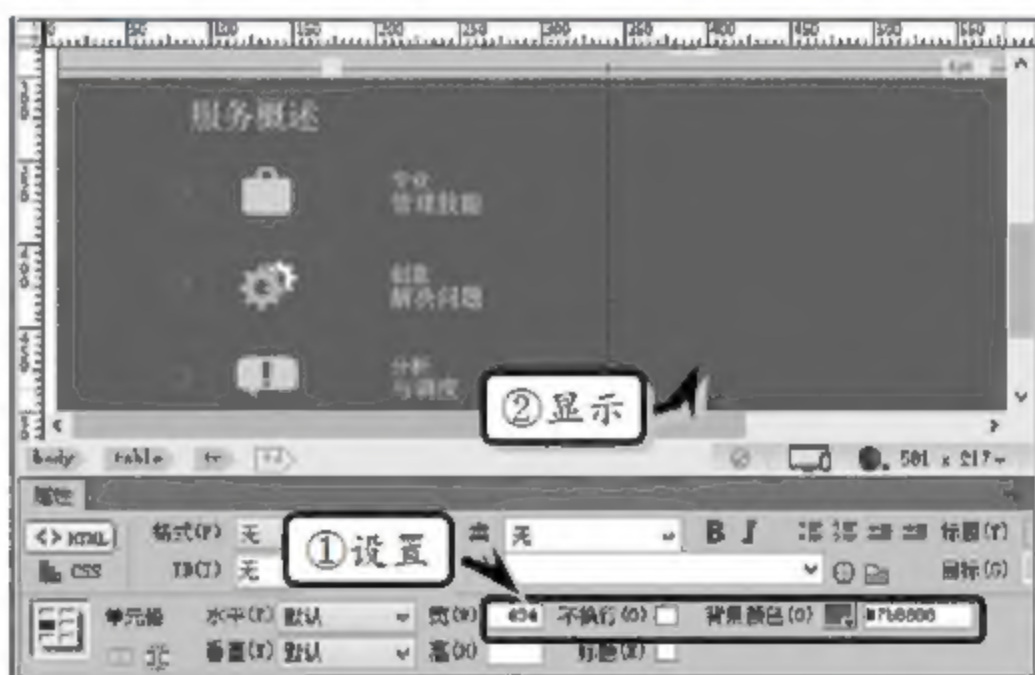 服务概述
专业
管理技能
创意
解决问题
分析
与调度
②显示
body table tr td 501 x 217
属性
<> HTML 格式(F) 无 类 无 B I 标题(T)
CSS ID(I) 无 目标(G)
①设置
单元格 水平(Z) 默认 宽(W) 不换行(O) 背景颜色(G)
垂直(T) 默认 高(H) 标题(E)